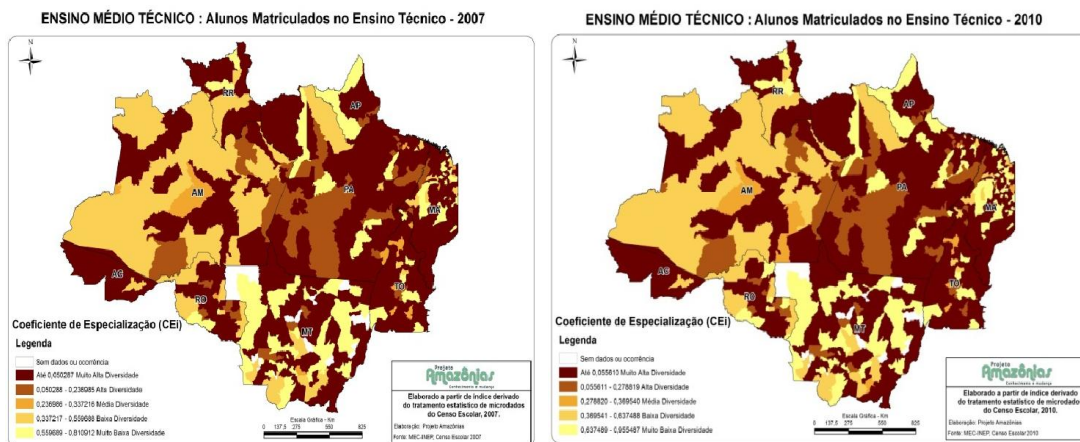 ENSINO MÉDIO TÉCNICO : Alunos Matriculados no Ensino Técnico - 2007
N
RR
AP
AM
PA
MA
AC
RO
TO
MT
Coeficiente de Especialização (CEi)
Legenda
Sem dados ou ocorrência
Até 0,050287 Muito Alta Diversidade
0,050288 - 0,236985 Alta Diversidade
0,236986 - 0,337216 Média Diversidade
0,337217 - 0,559688 Baixa Diversidade
0,559689 - 0,810912 Muito Baixa Diversidade
Escala Gráfica - Km
0 137,5 275 550 825
Projeto
Amazônias
Conhecimento e mudança
Elaborado a partir de índice derivado
do tratamento estatístico de microdados
do Censo Escolar, 2007.
Elaboração: Projeto Amazônias
Fonte: MEC-INEP, Censo Escolar 2007
ENSINO MÉDIO TÉCNICO : Alunos Matriculados no Ensino Técnico - 2010
N
RR
AP
AM
PA
MA
AC
RO
TO
MT
Coeficiente de Especialização (CEi)
Legenda
Sem dados ou ocorrência
Até 0,055610 Muito Alta Diversidade
0,055611 - 0,278819 Alta Diversidade
0,278820 - 0,369540 Média Diversidade
0,369541 - 0,637488 Baixa Diversidade
0,637489 - 0,955487 Muito Baixa Diversidade
Escala Gráfica - Km
0 137,5 275 550 825
Projeto
Amazônias
Conhecimento e mudança
Elaborado a partir de índice derivado
do tratamento estatístico de microdados
do Censo Escolar, 2010.
Elaboração: Projeto Amazônias
Fonte: MEC-INEP, Censo Escolar 2010